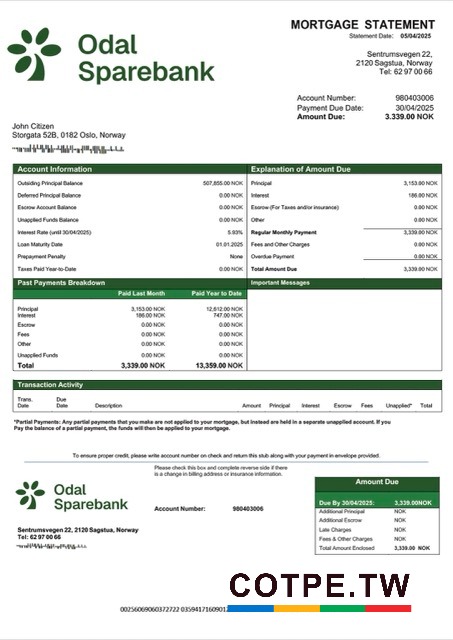 Odal
Sparebank
MORTGAGE STATEMENT
Statement Date: 05/04/2025
Sentrumsvegen 22,
2120 Sagstua, Norway
Tel: 62 97 00 66
Account Number: 980403006
Payment Due Date: 30/04/2025
Amount Due: 3.339.00 NOK
John Citizen
Storgata 52B, 0182 Oslo, Norway
Account Information
Outsiding Principal Balance 507,855.00 NOK
Deferred Principal Balance 0.00 NOK
Escrow Account Balance 0.00 NOK
Unapplied Funds Balance 0.00 NOK
Interest Rate (until 30/04/2025) 5.93%
Loan Maturity Date 01.01.2025
Prepayment Penalty None
Taxes Paid Year-to-Date 0.00 NOK
Explanation of Amount Due
Principal 3,153.00 NOK
Interest 186.00 NOK
Escrow (For Taxes and/or insurance) 0.00 NOK
Other 0.00 NOK
Regular Monthly Payment 3,339.00 NOK
Fees and Other Charges 0.00 NOK
Overdue Payment 0.00 NOK
Total Amount Due 3,339.00 NOK
Past Payments Breakdown
Paid Last Month Paid Year to Date
Principal 3,153.00 NOK 12,612.00 NOK
Interest 186.00 NOK 747.00 NOK
Escrow 0.00 NOK 0.00 NOK
Fees 0.00 NOK 0.00 NOK
Other 0.00 NOK 0.00 NOK
Unapplied Funds 0.00 NOK 0.00 NOK
Total 3,339.00 NOK 13,359.00 NOK
Important Messages
Transaction Activity
Trans. Date Due Date Description Amount Principal Interest Escrow Fees Unapplied* Total
*Partial Payments: Any partial payments that you make are not applied to your mortgage, but instead are held in a separate unapplied account. If you
Pay the balance of a partial payment, the funds will then be applied to your mortgage.
To ensure proper credit, please write account number on check and return this stub along with your payment in envelope provided.
Please check this box and complete reverse side if there
is a change in billing address or insurance information.
Odal
Sparebank
Account Number: 980403006
Sentrumsvegen 22, 2120 Sagstua, Norway
Tel: 62 97 00 66
Amount Due
Due By 30/04/2025: 3,339.00NOK
Additional Principal NOK
Additional Escrow NOK
Late Charges NOK
Fees & Other Charges NOK
Total Amount Enclosed 3,339.00 NOK
COTPE.TW
00256069060372722 03594171609012